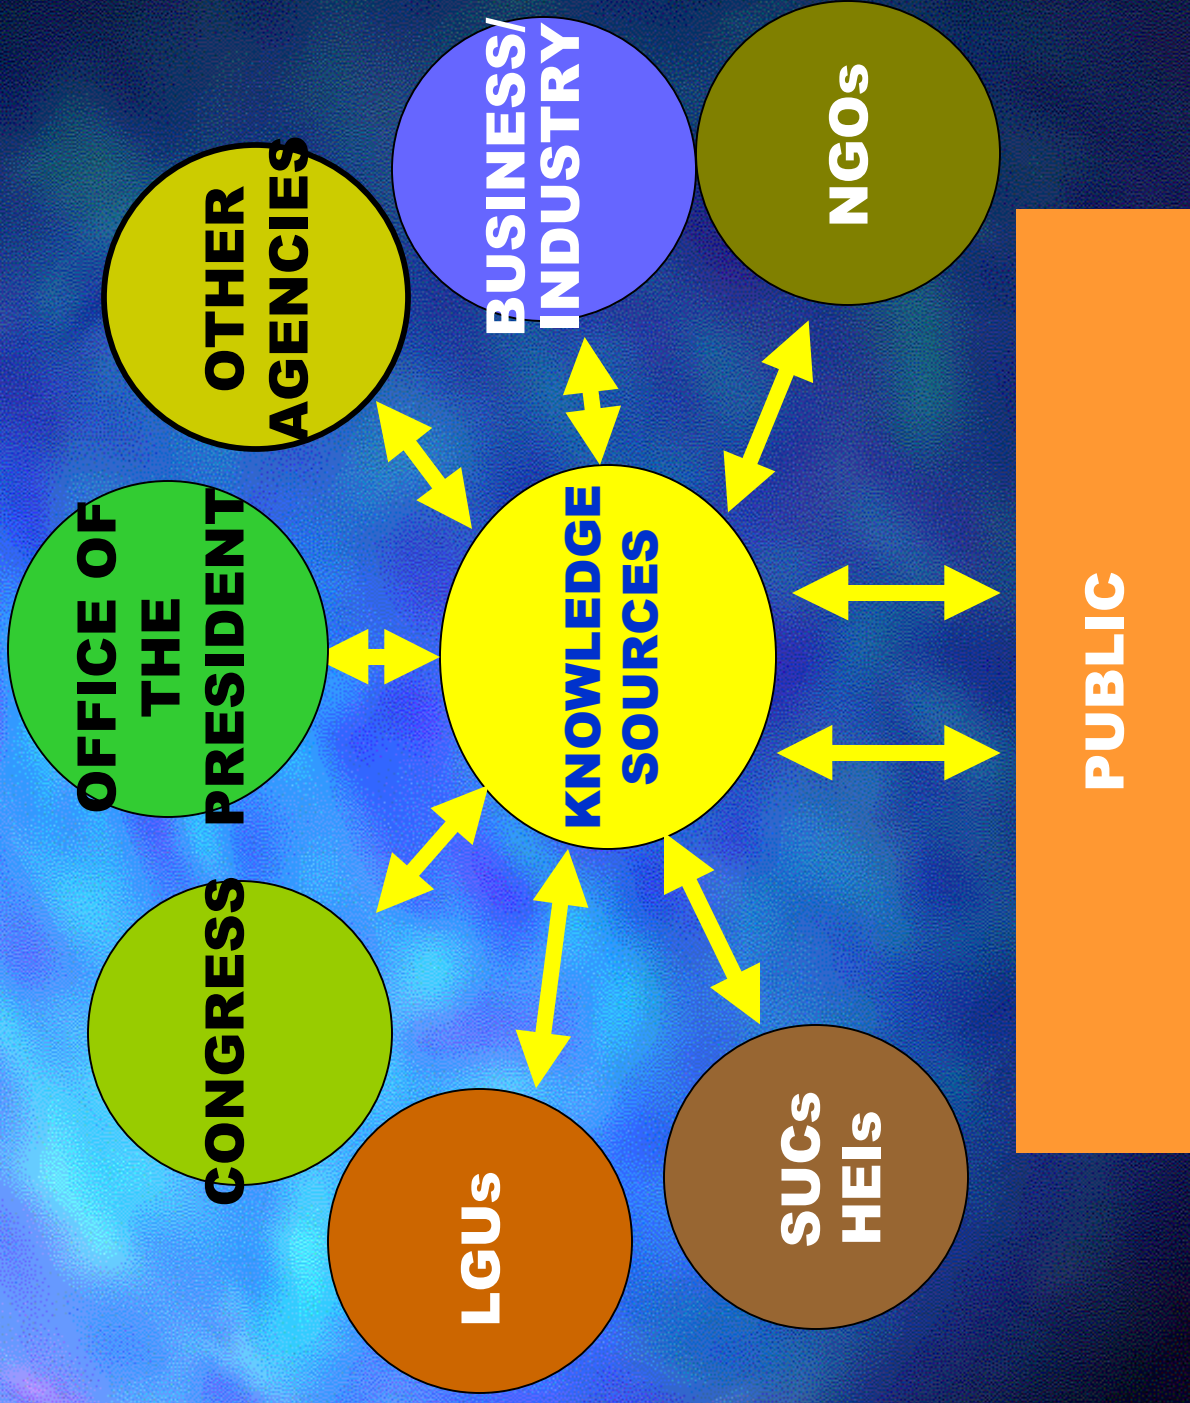 OFFICE OF
THE
PRESIDENT
CONGRESS
OTHER
AGENCIES
LGUs
KNOWLEDGE
SOURCES
BUSINESS/
INDUSTRY
SUCs
HEIs
NGOs
PUBLIC